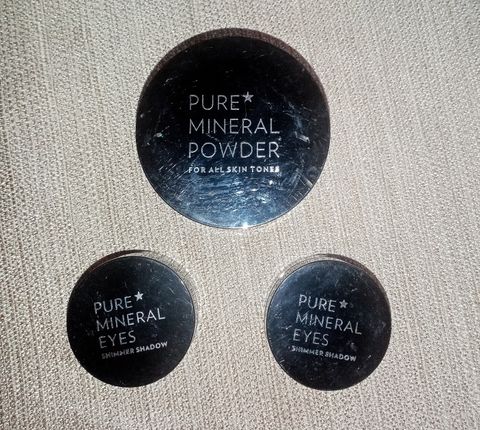 PURE★
MINERAL
POWDER
FOR ALL SKIN TONES
PURE★
MINERAL
EYES
SHIMMER SHADOW
PURE★
MINERAL
EYES
SHIMMER SHADOW